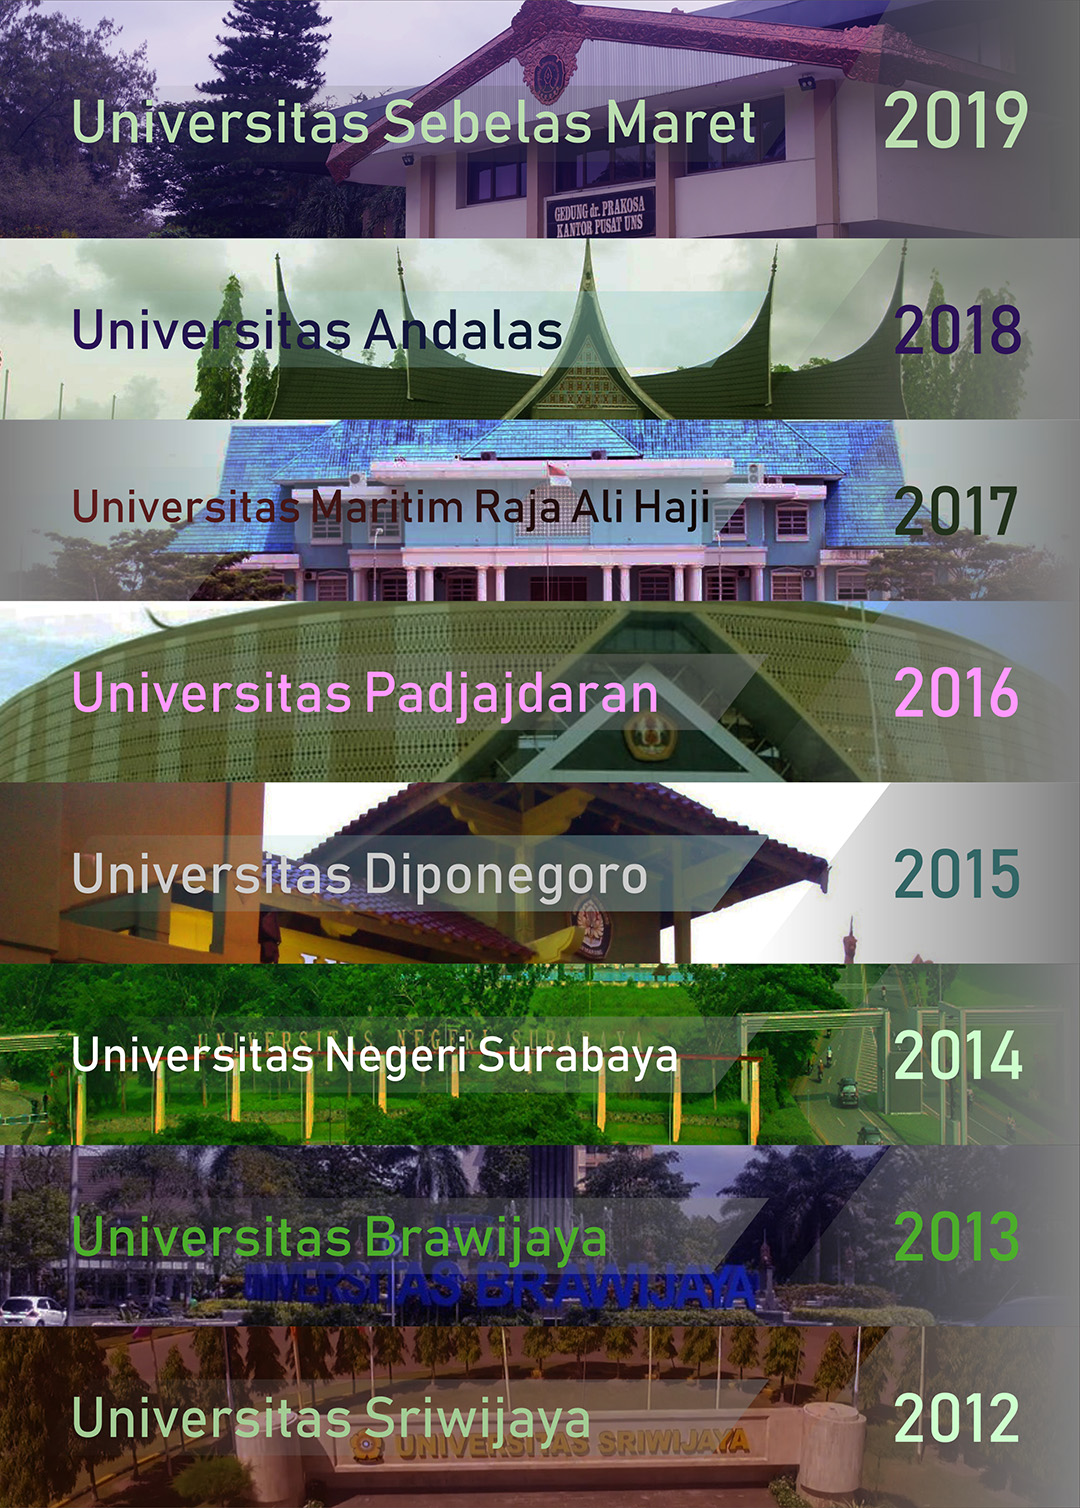 Universitas Sebelas Maret 2019
GEDUNG dr. PRAKOSA
KANTOR PUSAT UNS
Universitas Andalas 2018
Universitas Maritim Raja Ali Haji 2017
Universitas Padjajdaran 2016
Universitas Diponegoro 2015
UNIVERSITAS NEGERI SURABAYA
Universitas Negeri Surabaya 2014
Universitas Brawijaya 2013
UNIVERSITAS BRAWIJAYA
Universitas Sriwijaya 2012
UNIVERSITAS SRIWIJAYA